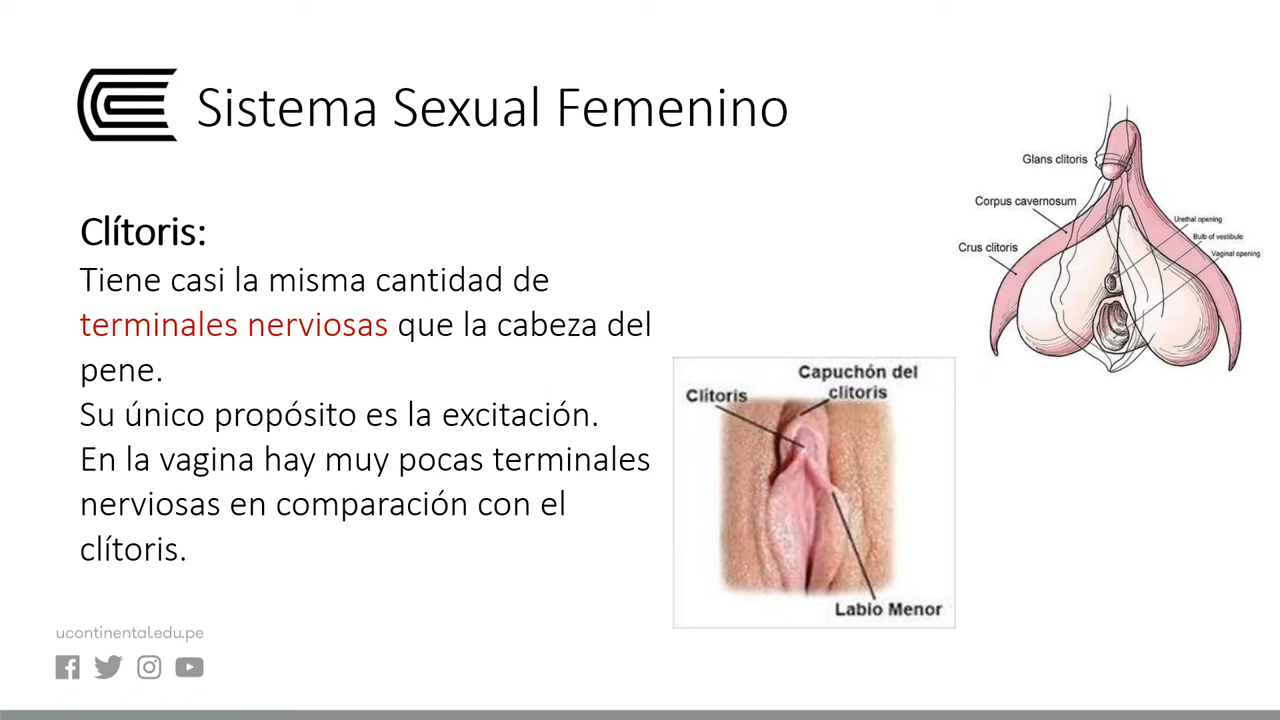 Sistema Sexual Femenino
Clítoris:
Tiene casi la misma cantidad de
terminales nerviosas que la cabeza del
pene.
Su único propósito es la excitación.
En la vagina hay muy pocas terminales
nerviosas en comparación con el
clítoris.
Glans clitoris
Corpus cavernosum
Crus clitoris
Urethal opening
Bulb of vestibule
Vaginal opening
Capuchón del
clitoris
Clitoris
Labio Menor
ucontinental.edu.pe